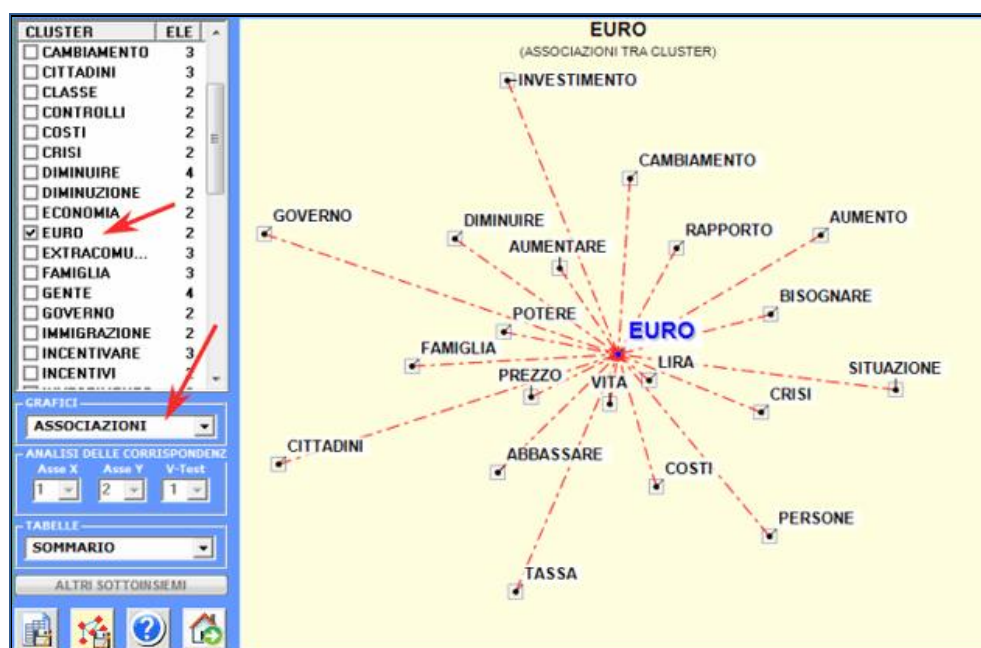 CLUSTER ELE
CAMBIAMENTO 3
CITTADINI 3
CLASSE 2
CONTROLLI 2
COSTI 2
CRISI 2
DIMINUIRE 4
DIMINUZIONE 2
ECONOMIA 2
EURO 2
EXTRACOMU... 3
FAMIGLIA 3
GENTE 4
GOVERNO 2
IMMIGRAZIONE 2
INCENTIVARE 3
INCENTIVI
GRAFICI
ASSOCIAZIONI
ANALISI DELLE CORRISPONDENZ
Asse X Asse Y V-Test
1 2 1
TABELLE
SOMMARIO
ALTRI SOTTOINSIEMI
EURO
(ASSOCIAZIONI TRA CLUSTER)
INVESTIMENTO
CAMBIAMENTO
GOVERNO
DIMINUIRE
RAPPORTO
AUMENTO
AUMENTARE
BISOGNARE
POTERE
EURO
FAMIGLIA
LIRA
SITUAZIONE
PREZZO
VITA
CRISI
CITTADINI
ABBASSARE
COSTI
PERSONE
TASSA